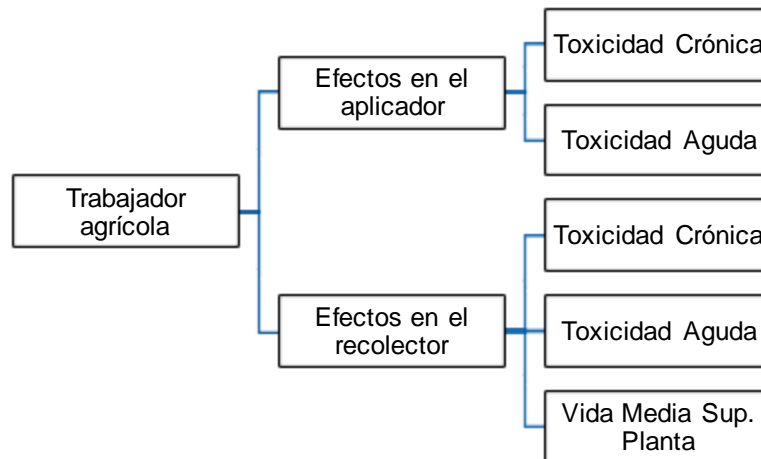 Trabajador
agrícola
Efectos en el
aplicador
Toxicidad Crónica
Toxicidad Aguda
Efectos en el
recolector
Toxicidad Crónica
Toxicidad Aguda
Vida Media Sup.
Planta